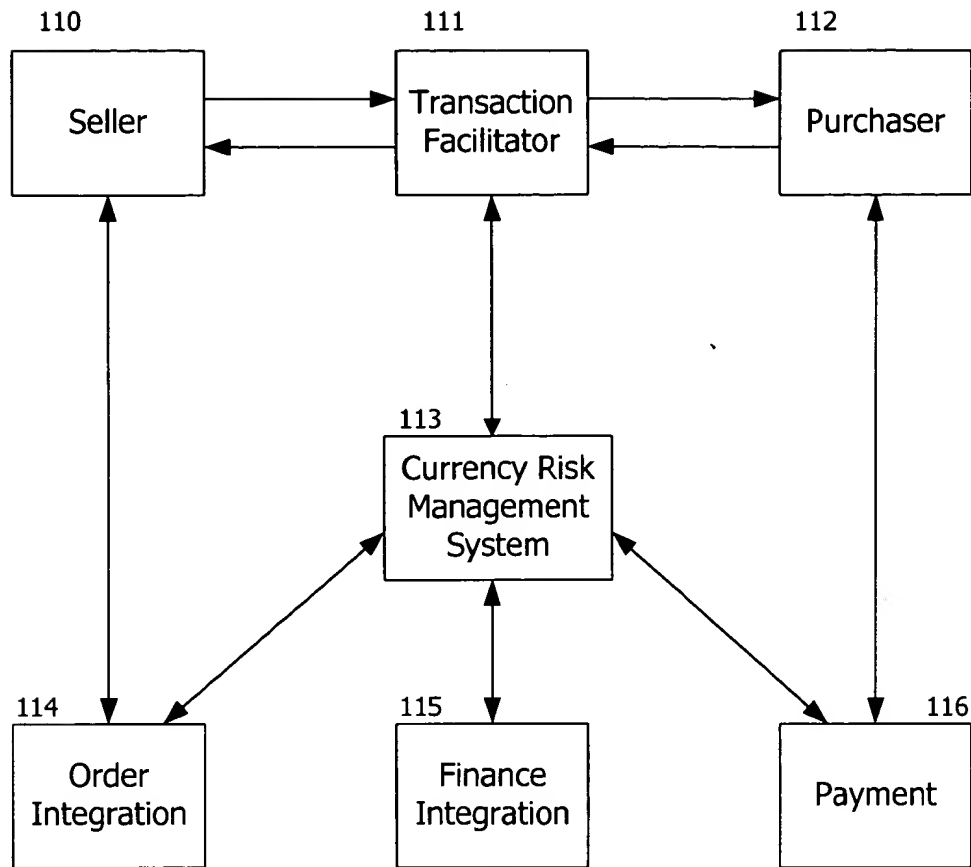 110
111
112
Seller
Transaction
Facilitator
Purchaser
113
Currency Risk
Management
System
114
115
116
Order
Integration
Finance
Integration
Payment